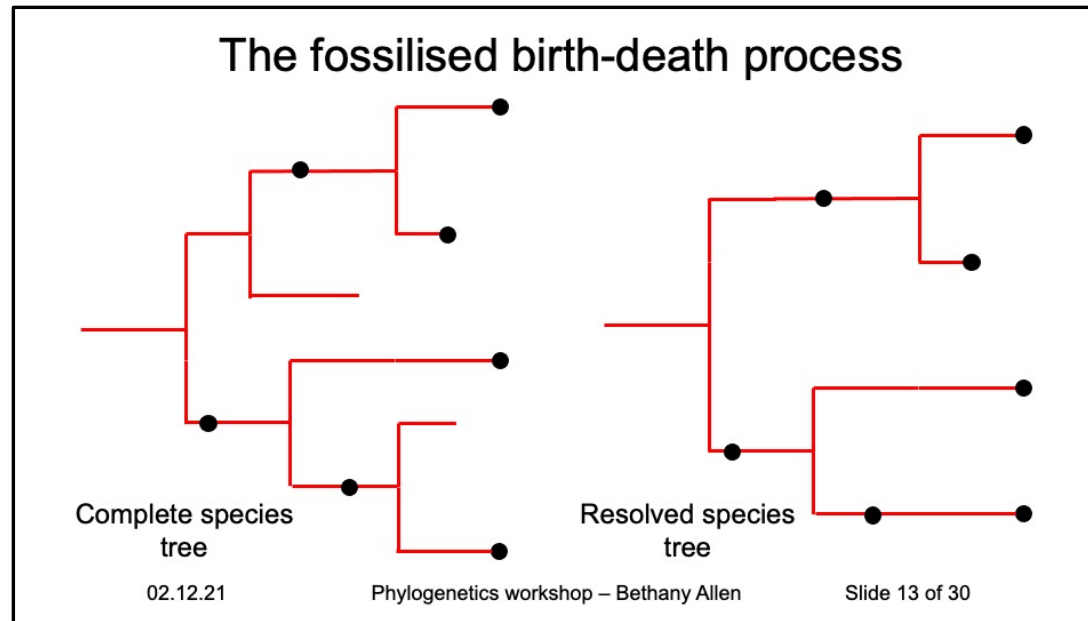 The fossilised birth-death process
Complete species
tree
Resolved species
tree
02.12.21
Phylogenetics workshop – Bethany Allen
Slide 13 of 30